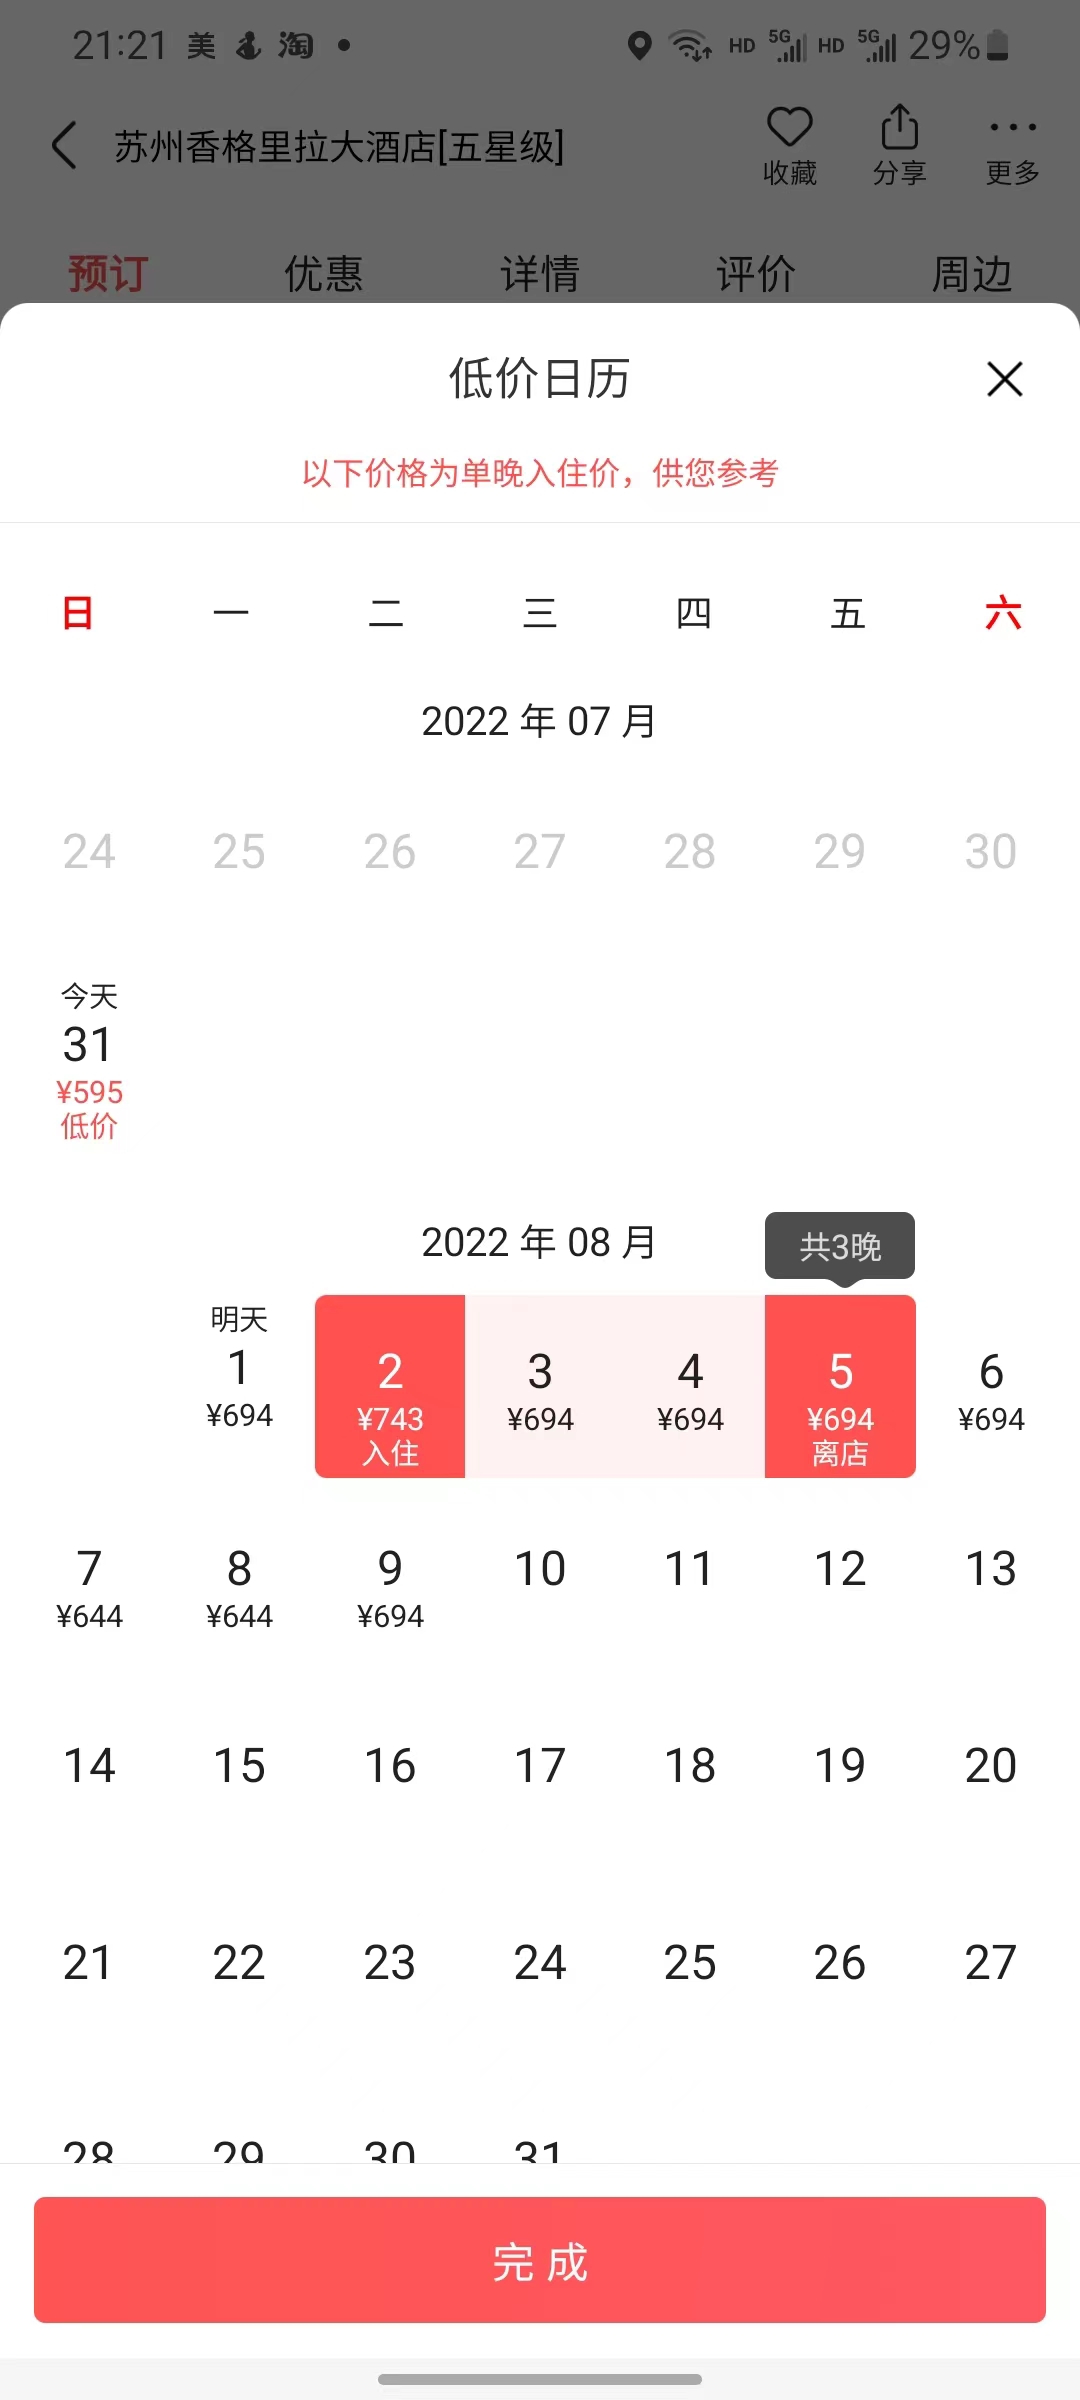 21:21 美 淘 HD 5G HD 5G 29%
苏州香格里拉大酒店[五星级]
收藏 分享 更多
预订 优惠 详情 评价 周边
低价日历
以下价格为单晚入住价，供您参考
日 一 二 三 四 五 六
2022 年 07 月
24 25 26 27 28 29 30
今天
31
¥595
低价
2022 年 08 月
共3晚
明天
1 2 3 4 5 6
¥694 ¥743 ¥694 ¥694 ¥694 ¥694
入住 离店
7 8 9 10 11 12 13
¥644 ¥644 ¥694
14 15 16 17 18 19 20
21 22 23 24 25 26 27
28 29 30 31
完成